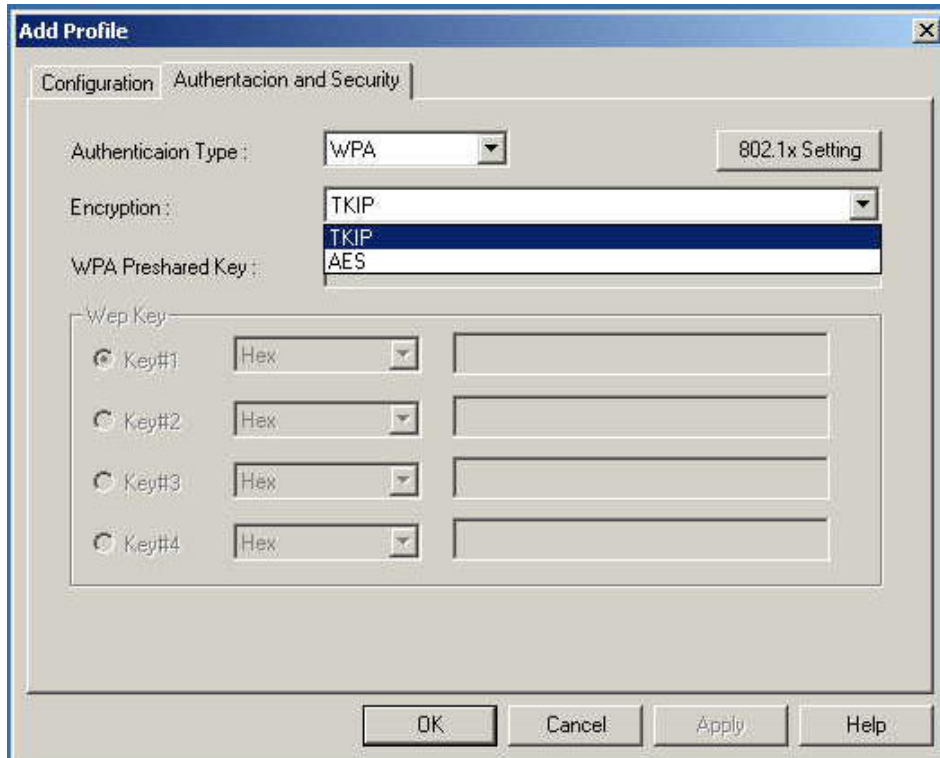 Add Profile
Configuration
Authentacion and Security
Authenticaion Type :
WPA
802.1x Setting
Encryption :
TKIP
TKIP
AES
WPA Preshared Key :
Wep Key
Key#1
Hex
Key#2
Hex
Key#3
Hex
Key#4
Hex
OK
Cancel
Apply
Help